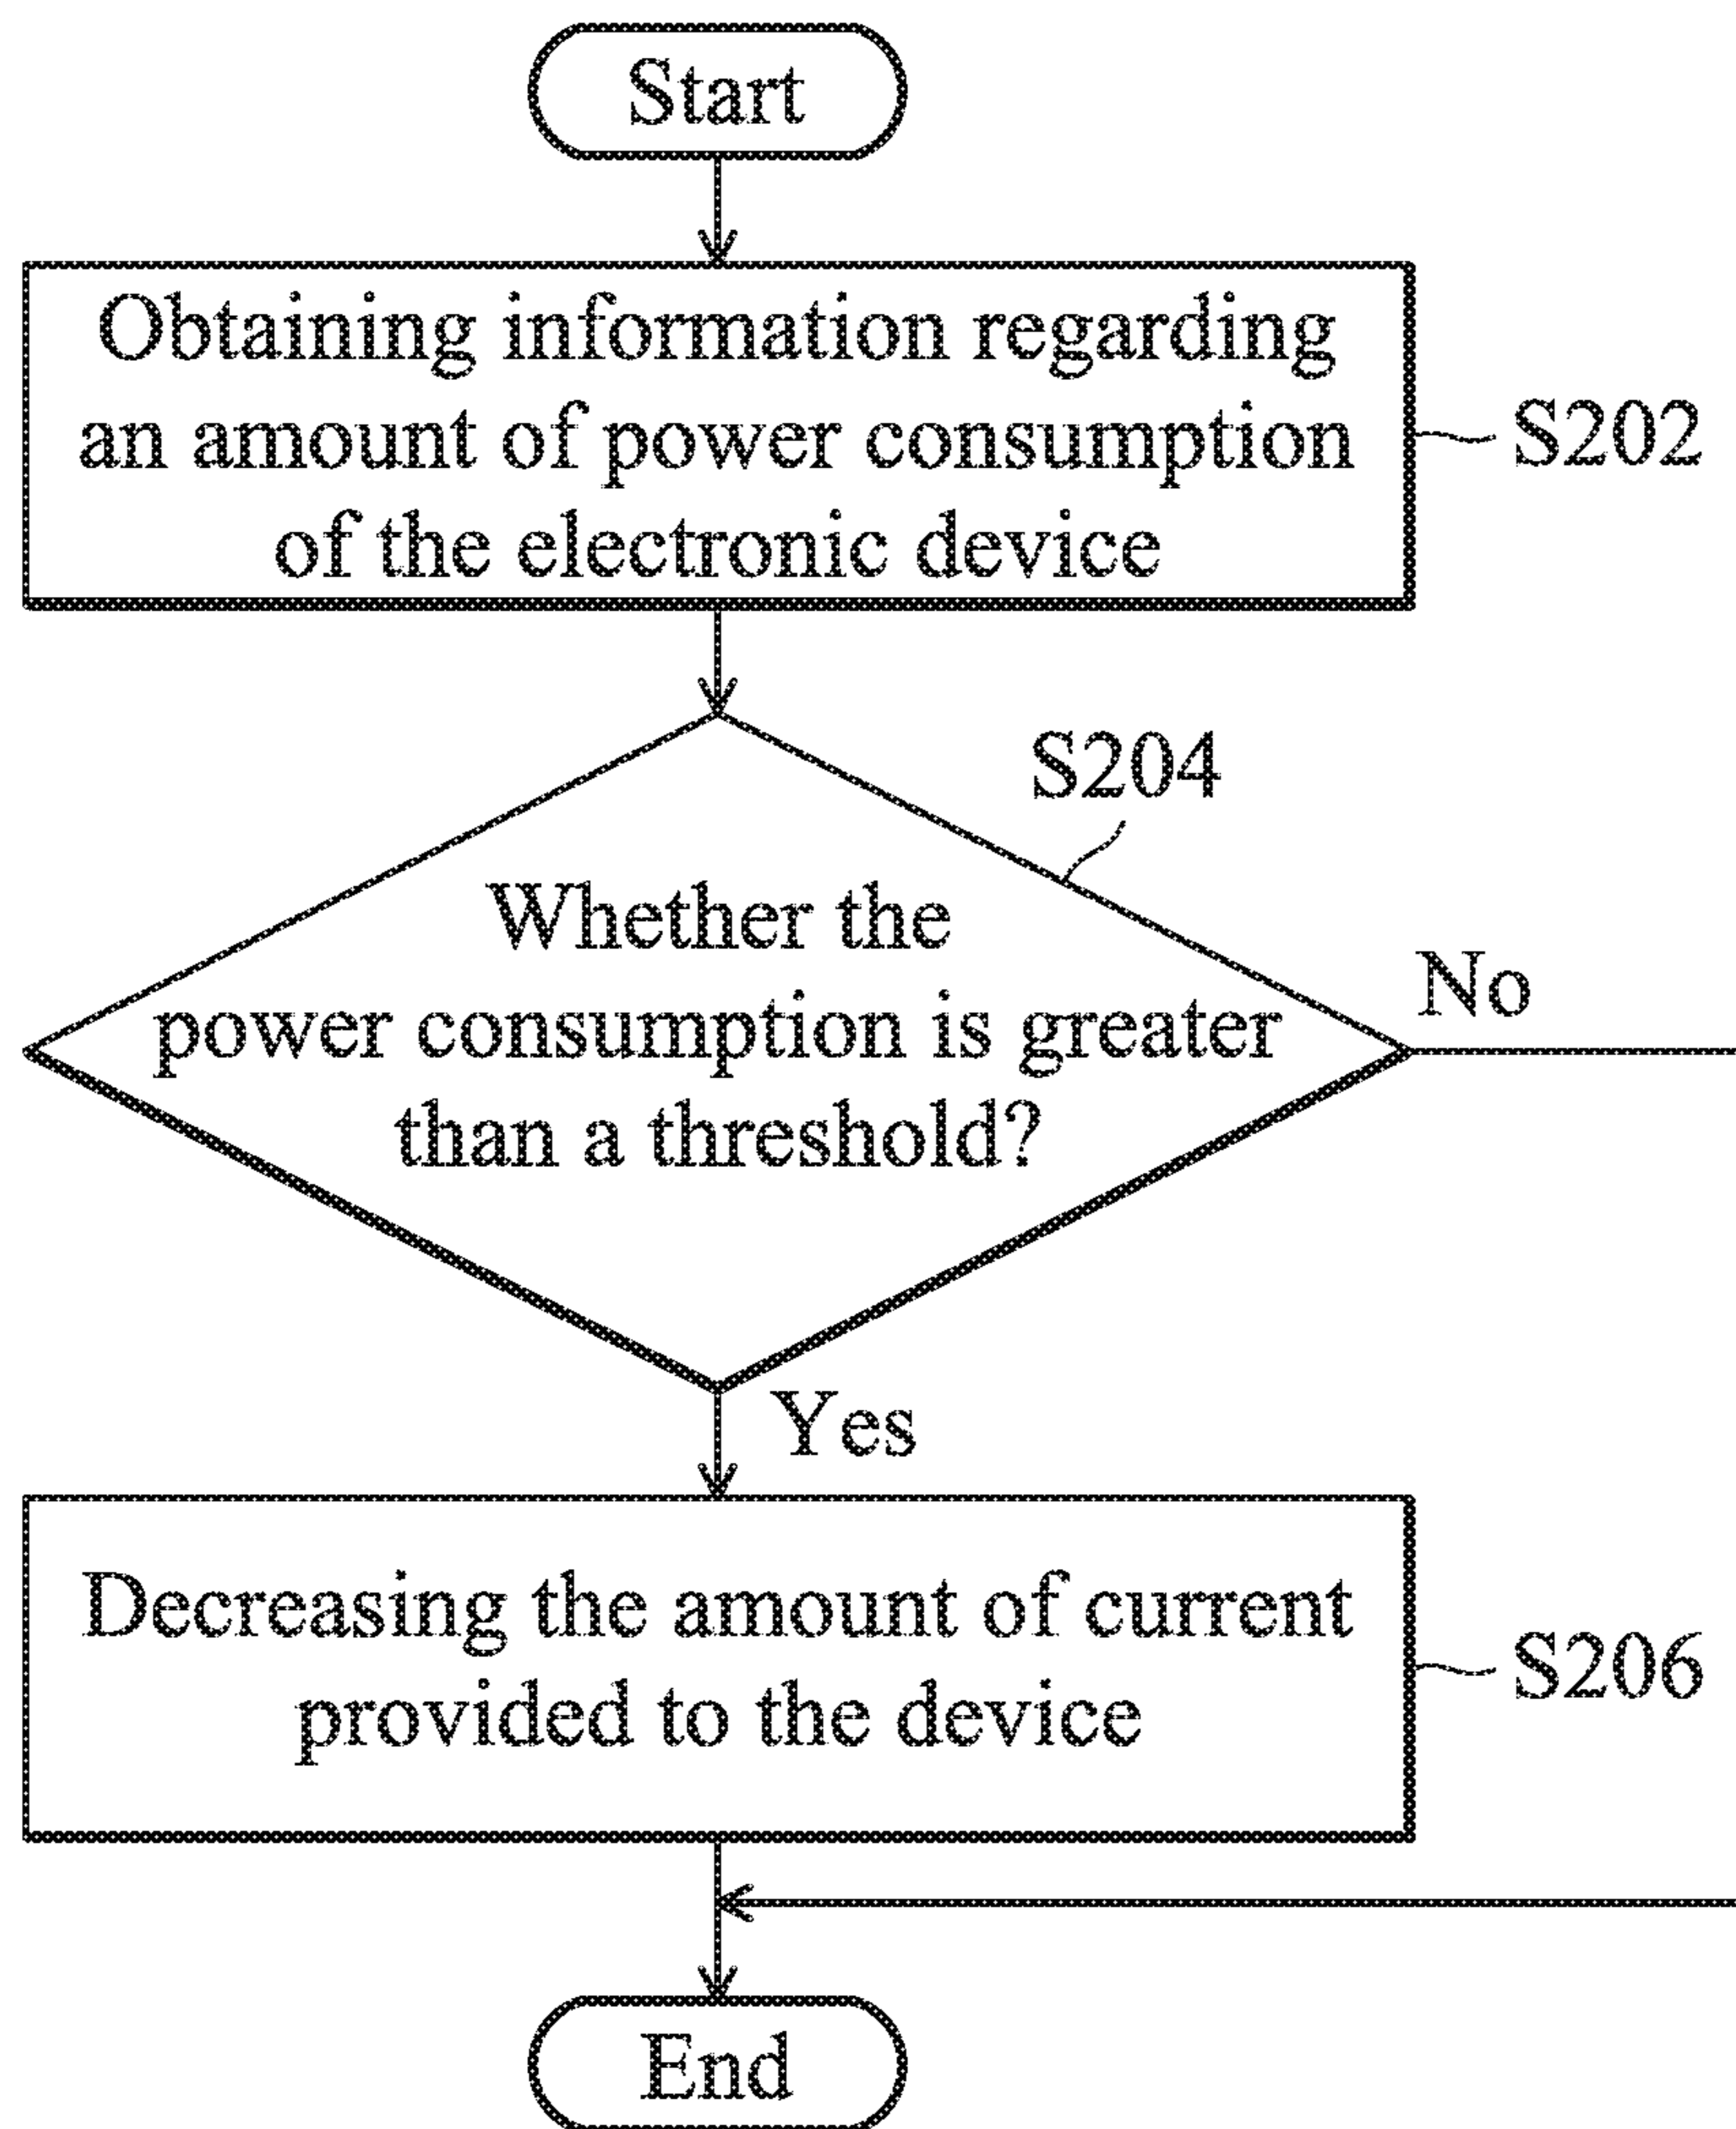 Start
Obtaining information regarding
an amount of power consumption
of the electronic device
S202
S204
Whether the
power consumption is greater
than a threshold?
No
Yes
Decreasing the amount of current
provided to the device
S206
End